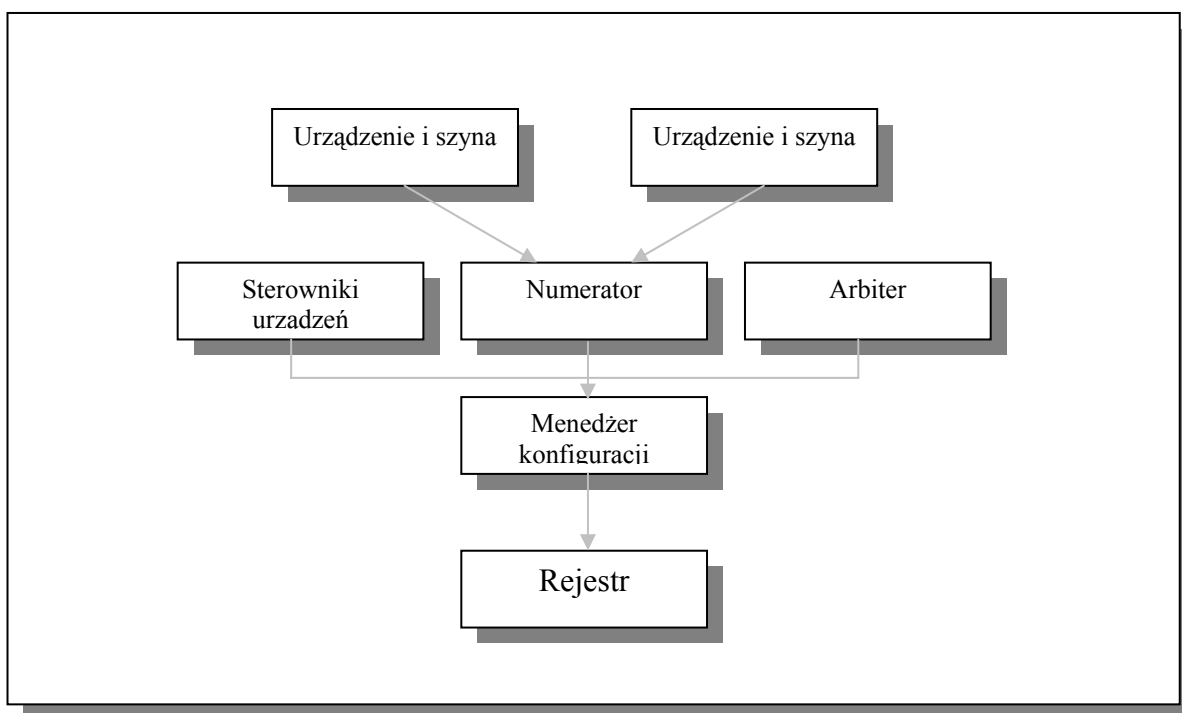 Urządzenie i szyna
Urządzenie i szyna
Sterowniki
urzadzeń
Numerator
Arbiter
Menedżer
konfiguracji
Rejestr